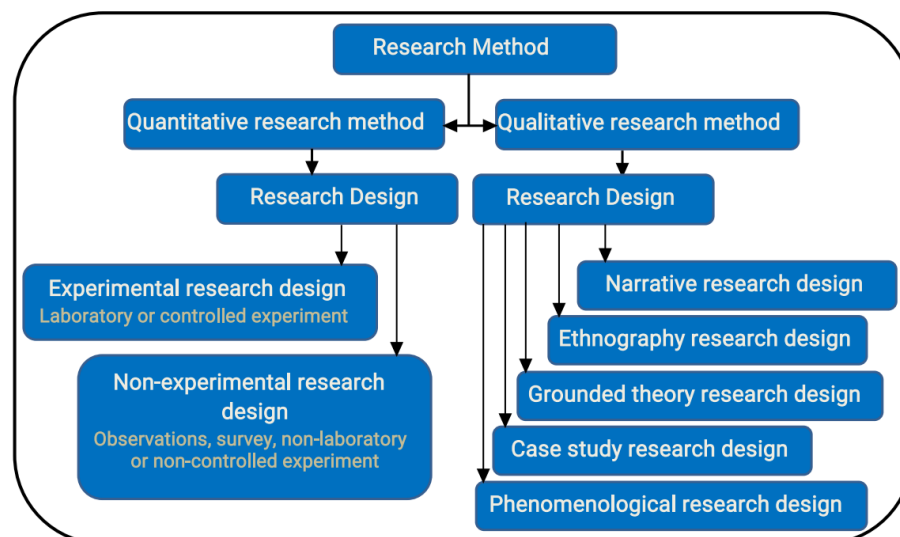 Research Method
Quantitative research method
Qualitative research method
Research Design
Research Design
Experimental research design
Laboratory or controlled experiment
Non-experimental research
design
Observations, survey, non-laboratory
or non-controlled experiment
Narrative research design
Ethnography research design
Grounded theory research design
Case study research design
Phenomenological research design